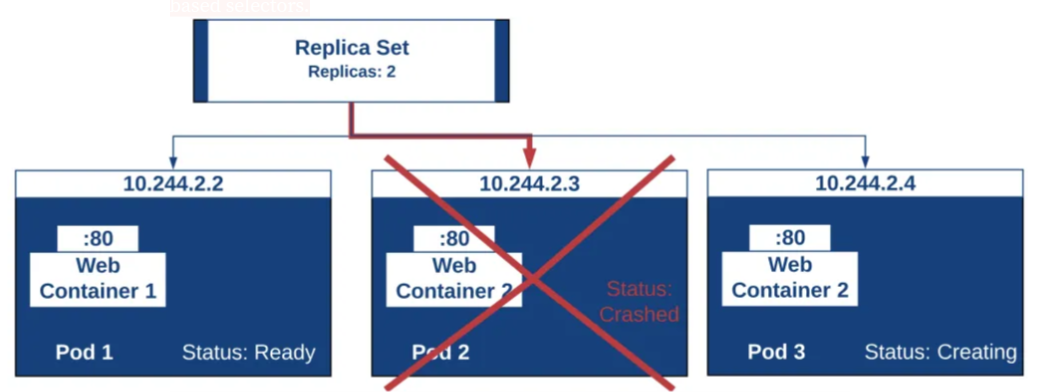 based selectors.
Replica Set
Replicas: 2
10.244.2.2
:80
Web
Container 1
Pod 1
Status: Ready
10.244.2.3
:80
Web
Container 2
Status:
Crashed
Pod 2
10.244.2.4
:80
Web
Container 2
Pod 3
Status: Creating